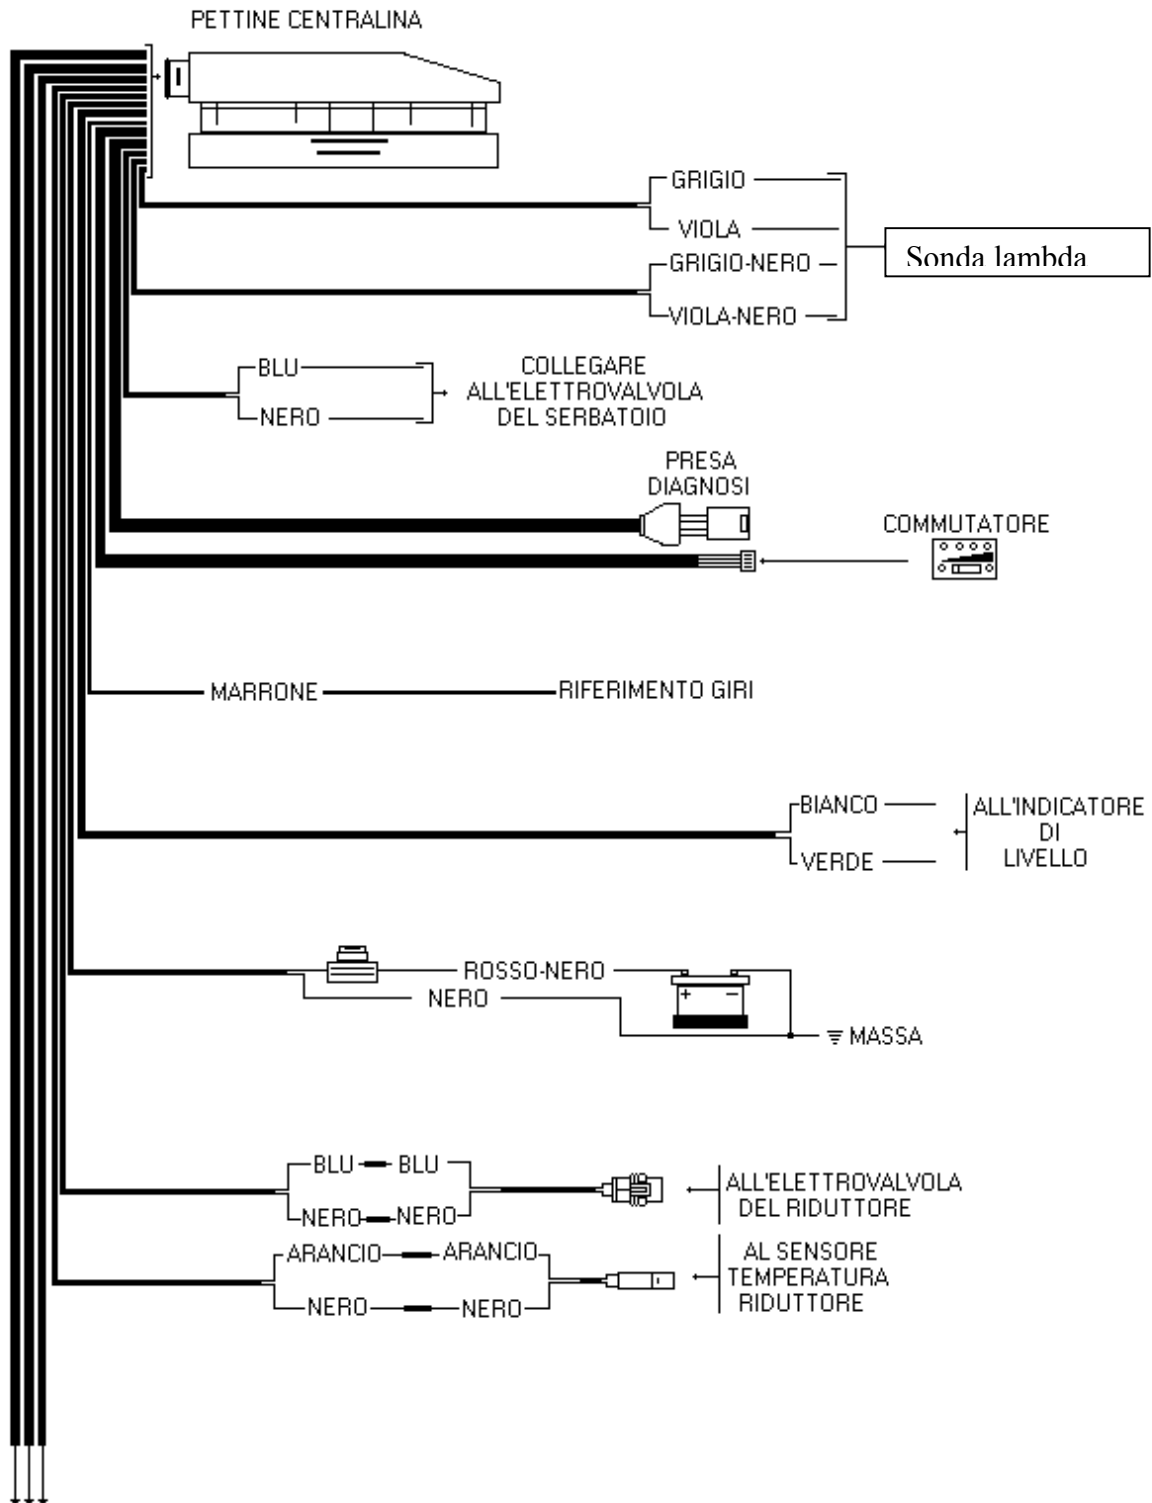 PETTINE CENTRALINA
GRIGIO
VIOLA
GRIGIO-NERO
VIOLA-NERO
Sonda lambda
BLU
NERO
COLLEGARE
ALL'ELETTROVALVOLA
DEL SERBATOIO
PRESA
DIAGNOSI
COMMUTATORE
MARRONE
RIFERIMENTO GIRI
BIANCO
VERDE
ALL'INDICATORE
DI
LIVELLO
ROSSO-NERO
NERO
+ −
MASSA
BLU BLU
NERO NERO
ALL'ELETTROVALVOLA
DEL RIDUTTORE
ARANCIO ARANCIO
NERO NERO
AL SENSORE
TEMPERATURA
RIDUTTORE